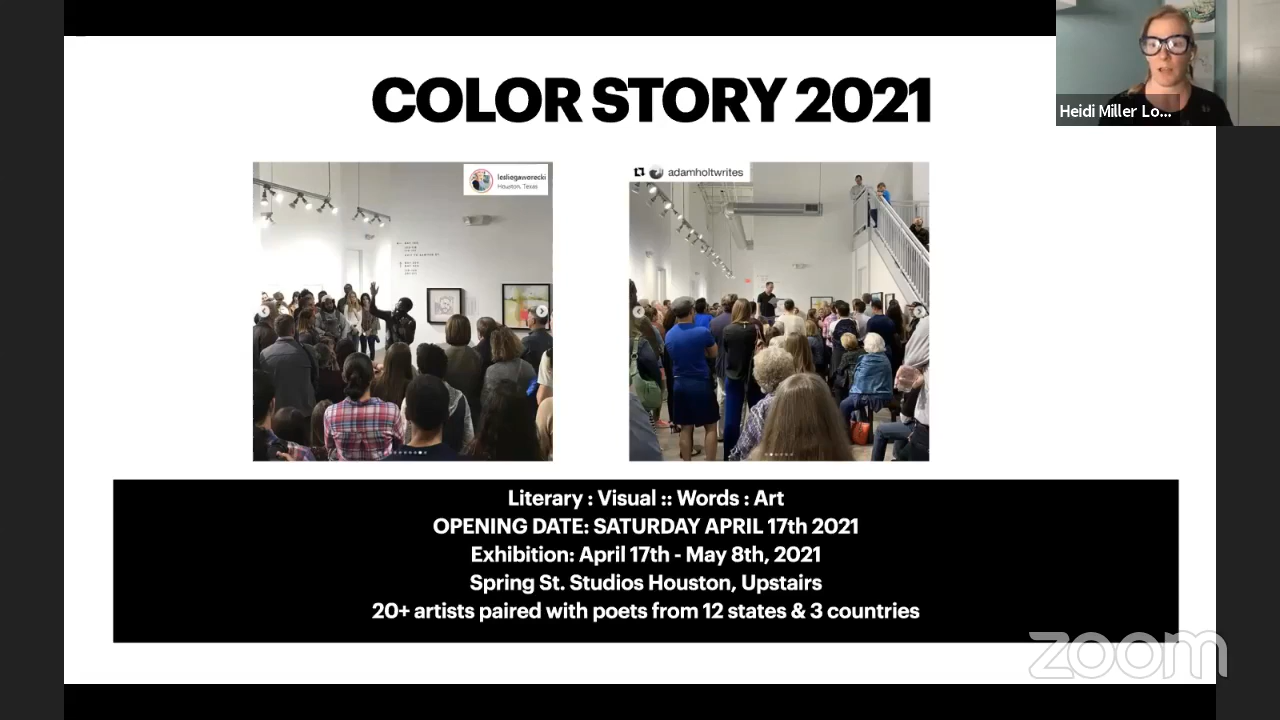 COLOR STORY 2021
Heidi Miller Lo...
lesliegaworecki
Houston, Texas
adamholtwrites
Literary : Visual :: Words : Art
OPENING DATE: SATURDAY APRIL 17th 2021
Exhibition: April 17th - May 8th, 2021
Spring St. Studios Houston, Upstairs
20+ artists paired with poets from 12 states & 3 countries
zoom